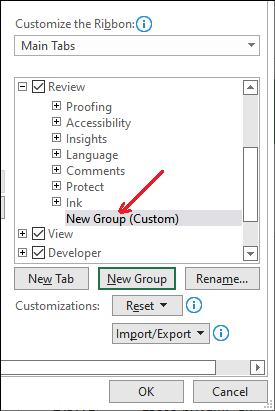 Customize the Ribbon:
Main Tabs
Review
Proofing
Accessibility
Insights
Language
Comments
Protect
Ink
New Group (Custom)
View
Developer
New Tab New Group Rename...
Customizations: Reset
Import/Export
OK Cancel